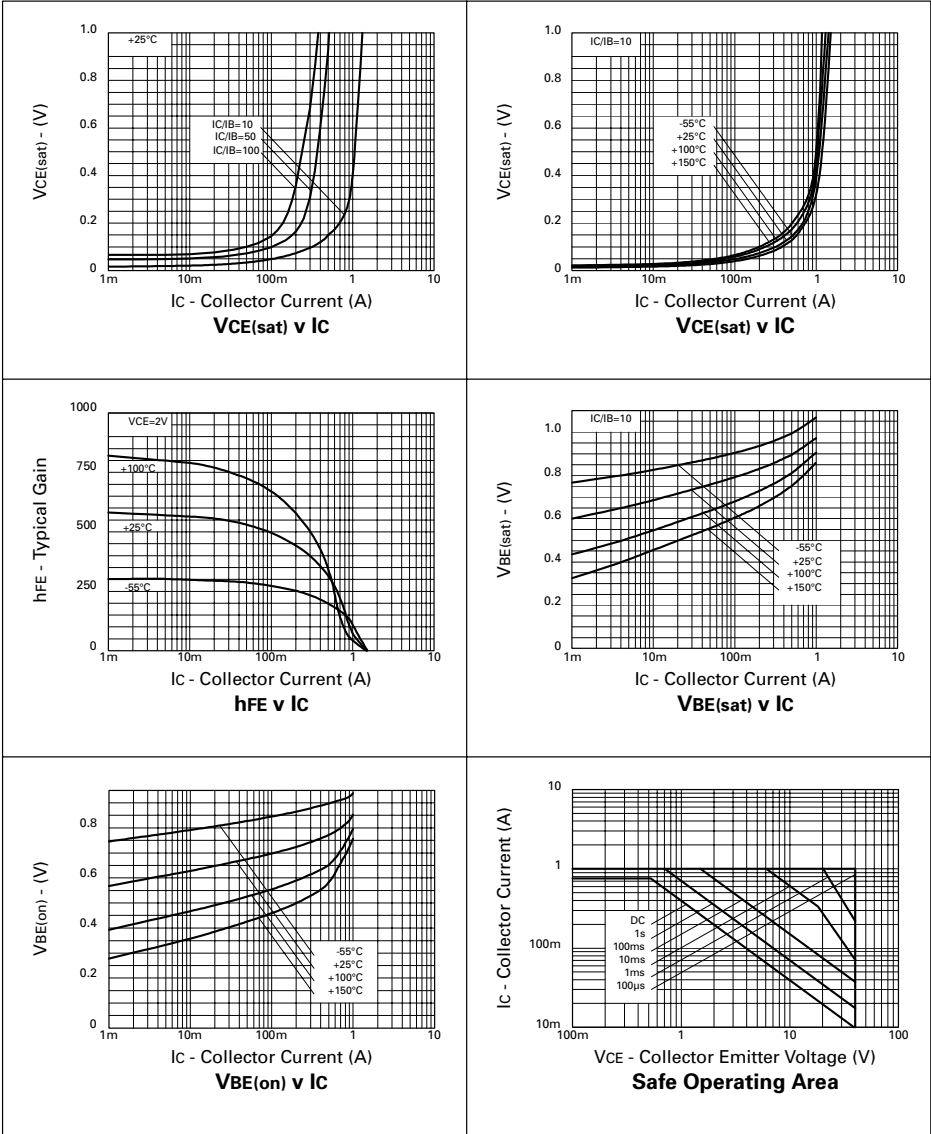 1.0
+25°C
0.8
0.6
IC/IB=10
IC/IB=50
IC/IB=100
0.4
0.2
0
1m 10m 100m 1 10
VCE(sat) - (V)
IC - Collector Current (A)
VCE(sat) v IC
1.0
IC/IB=10
0.8
0.6
-55°C
+25°C
+100°C
+150°C
0.4
0.2
0
1m 10m 100m 1 10
VCE(sat) - (V)
IC - Collector Current (A)
VCE(sat) v IC
1000
VCE=2V
750
+100°C
500
+25°C
250
-55°C
0
1m 10m 100m 1 10
hFE - Typical Gain
IC - Collector Current (A)
hFE v IC
IC/IB=10
1.0
0.8
0.6
-55°C
+25°C
+100°C
+150°C
0.4
0.2
0
1m 10m 100m 1 10
VBE(sat) - (V)
IC - Collector Current (A)
VBE(sat) v IC
0.8
0.6
0.4
-55°C
+25°C
+100°C
+150°C
0.2
0
1m 10m 100m 1 10
VBE(on) - (V)
IC - Collector Current (A)
VBE(on) v IC
10
1
DC
1s
100ms
10ms
1ms
100µs
100m
10m
100m 1 10 100
IC - Collector Current (A)
VCE - Collector Emitter Voltage (V)
Safe Operating Area